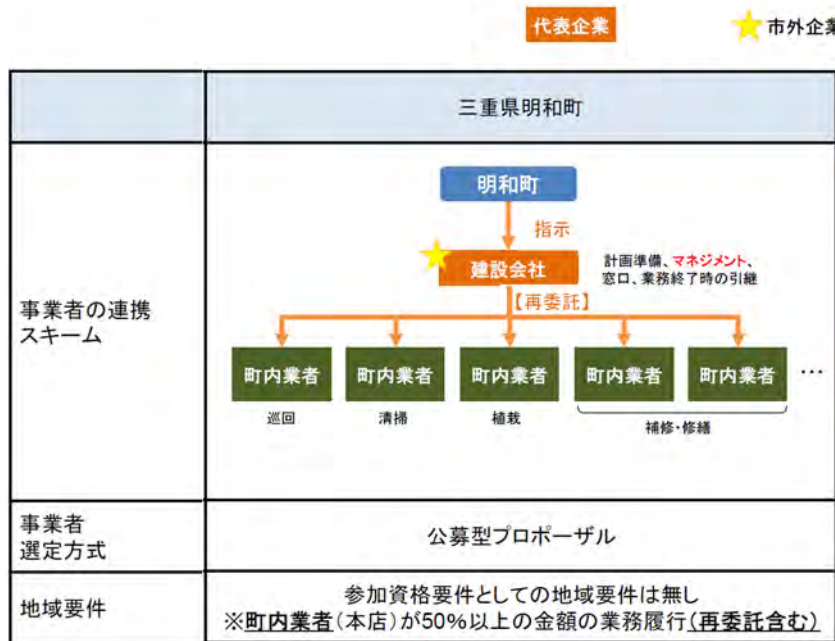 代表企業
市外企業
三重県明和町
事業者の連携
スキーム
明和町
指示
建設会社
計画準備、マネジメント、
窓口、業務終了時の引継
【再委託】
町内業者 町内業者 町内業者 町内業者 町内業者 …
巡回 清掃 植栽 補修・修繕
事業者
選定方式
公募型プロポーザル
地域要件
参加資格要件としての地域要件は無し
※町内業者(本店)が50%以上の金額の業務履行(再委託含む)